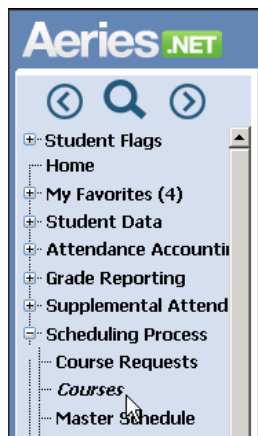 Aeries .NET
Student Flags
Home
My Favorites (4)
Student Data
Attendance Accountin
Grade Reporting
Supplemental Attend
Scheduling Process
Course Requests
Courses
Master Schedule